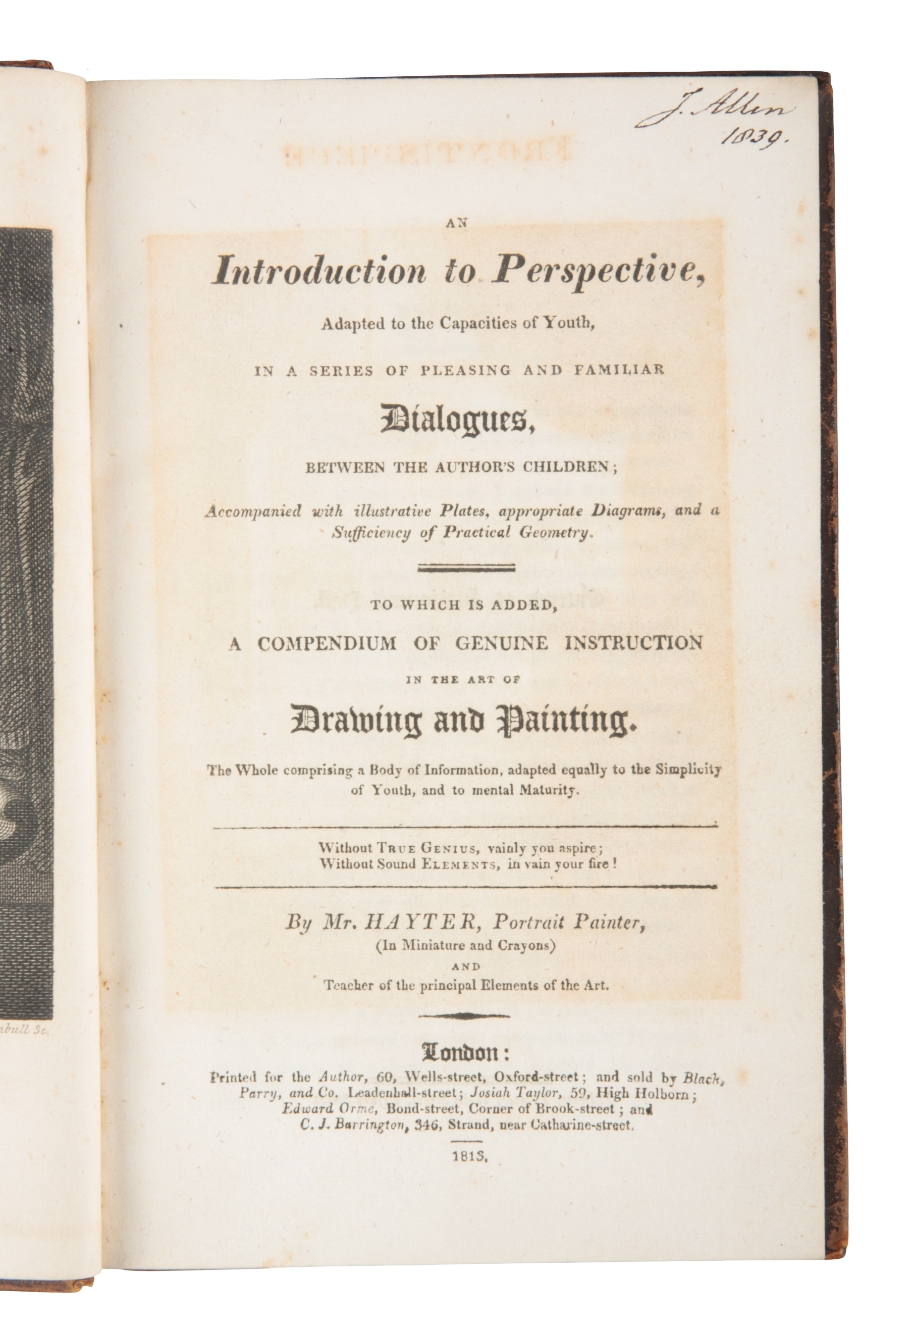 J. Allen
1839.
AN
Introduction to Perspective,
Adapted to the Capacities of Youth,
IN A SERIES OF PLEASING AND FAMILIAR
Dialogues,
BETWEEN THE AUTHOR'S CHILDREN;
Accompanied with illustrative Plates, appropriate Diagrams, and a
Sufficiency of Practical Geometry.
TO WHICH IS ADDED,
A COMPENDIUM OF GENUINE INSTRUCTION
IN THE ART OF
Drawing and Painting.
The Whole comprising a Body of Information, adapted equally to the Simplicity
of Youth, and to mental Maturity.
Without TRUE GENIUS, vainly you aspire;
Without Sound ELEMENTS, in vain your fire!
By Mr. HAYTER, Portrait Painter,
(In Miniature and Crayons)
AND
Teacher of the principal Elements of the Art.
London:
Printed for the Author, 60, Wells-street, Oxford-street; and sold by Black,
Parry, and Co. Leadenhall-street; Josiah Taylor, 59, High Holborn;
Edward Orme, Bond-street, Corner of Brook-street; and
C. J. Barrington, 346, Strand, near Catharine-street.
1813.